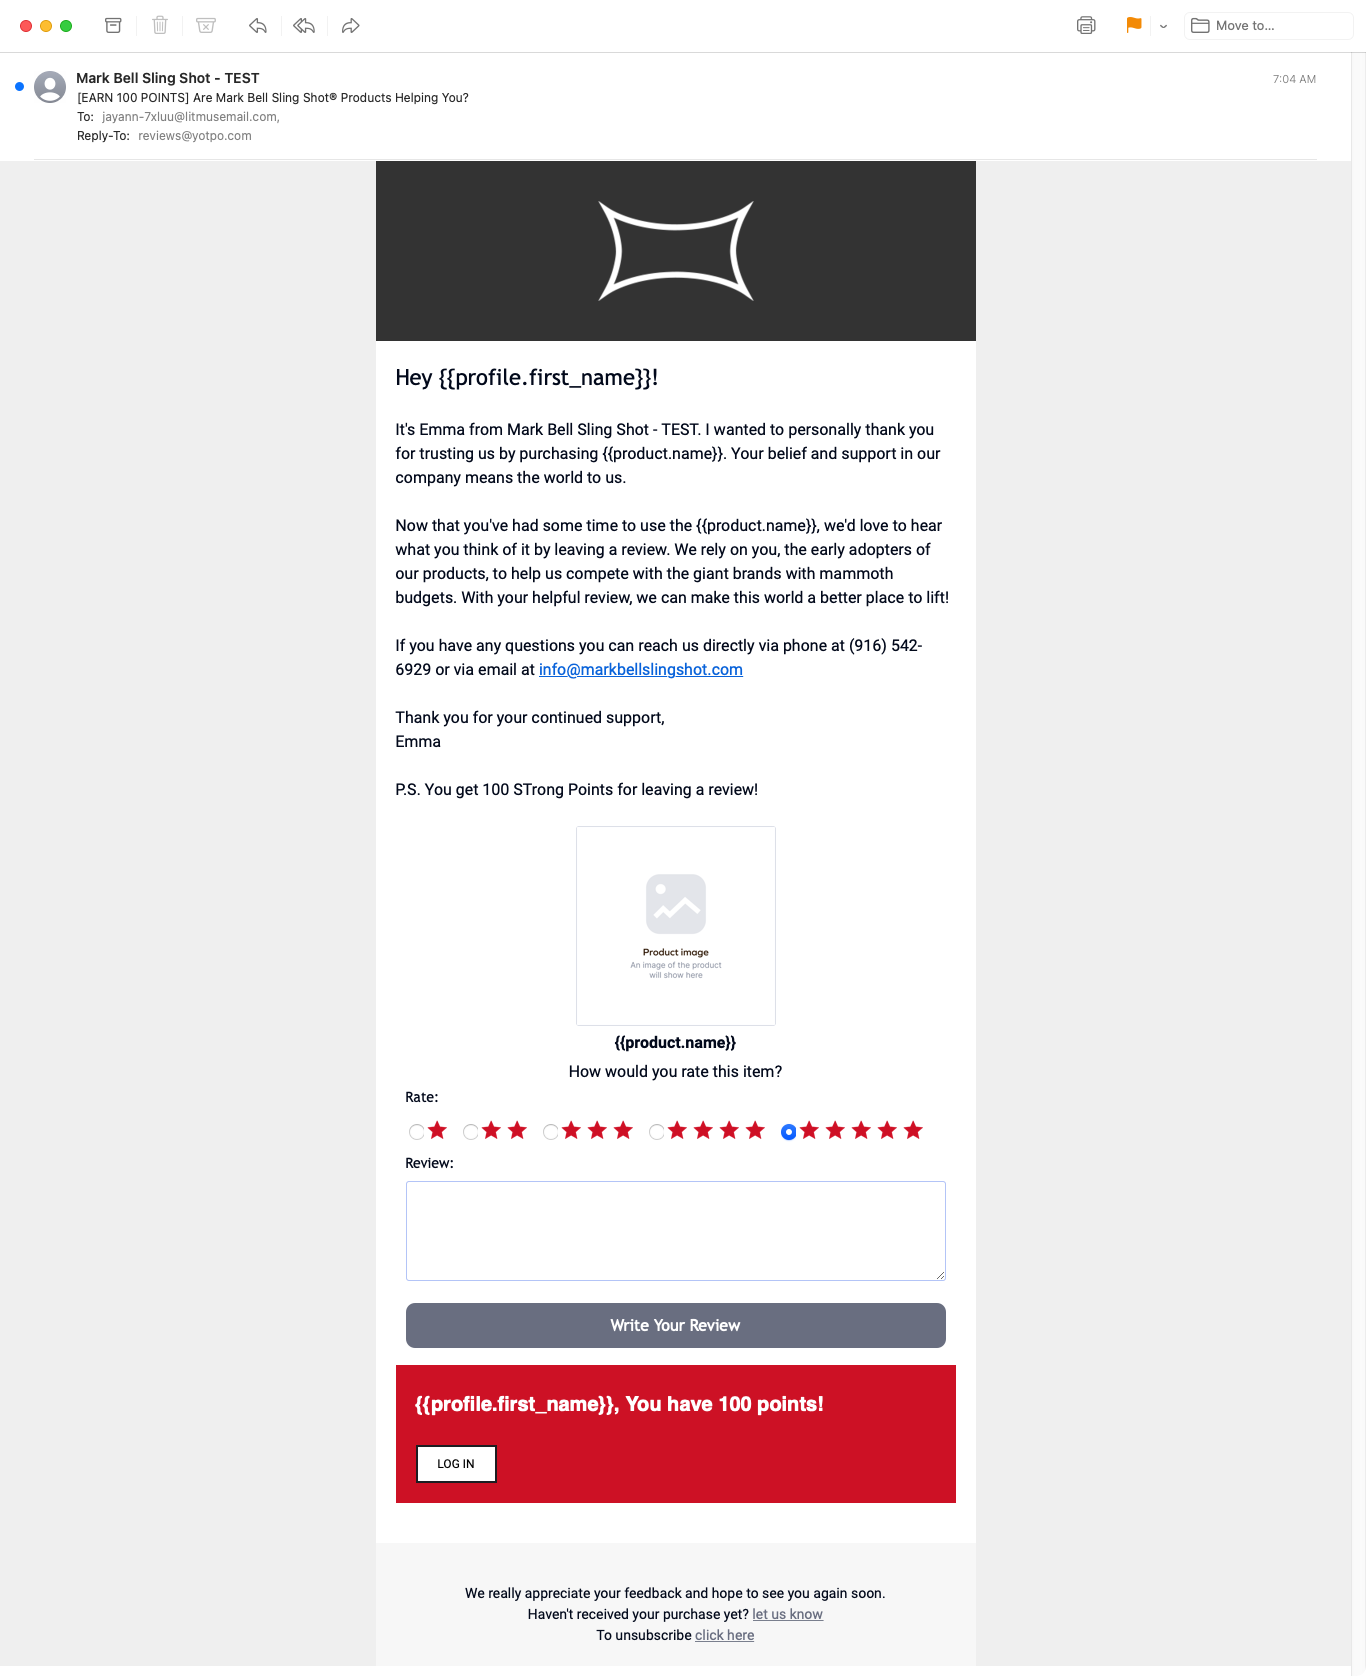 Move to...
Mark Bell Sling Shot - TEST
7:04 AM
[EARN 100 POINTS] Are Mark Bell Sling Shot® Products Helping You?
To: jayann-7xluu@litmusemail.com,
Reply-To: reviews@yotpo.com
Hey {{profile.first_name}}!
It's Emma from Mark Bell Sling Shot - TEST. I wanted to personally thank you
for trusting us by purchasing {{product.name}}. Your belief and support in our
company means the world to us.
Now that you've had some time to use the {{product.name}}, we'd love to hear
what you think of it by leaving a review. We rely on you, the early adopters of
our products, to help us compete with the giant brands with mammoth
budgets. With your helpful review, we can make this world a better place to lift!
If you have any questions you can reach us directly via phone at (916) 542-
6929 or via email at info@markbellslingshot.com
Thank you for your continued support,
Emma
P.S. You get 100 STrong Points for leaving a review!
Product image
An image of the product
will show here
{{product.name}}
How would you rate this item?
Rate:
Review:
Write Your Review
{{profile.first_name}}, You have 100 points!
LOG IN
We really appreciate your feedback and hope to see you again soon.
Haven't received your purchase yet? let us know
To unsubscribe click here